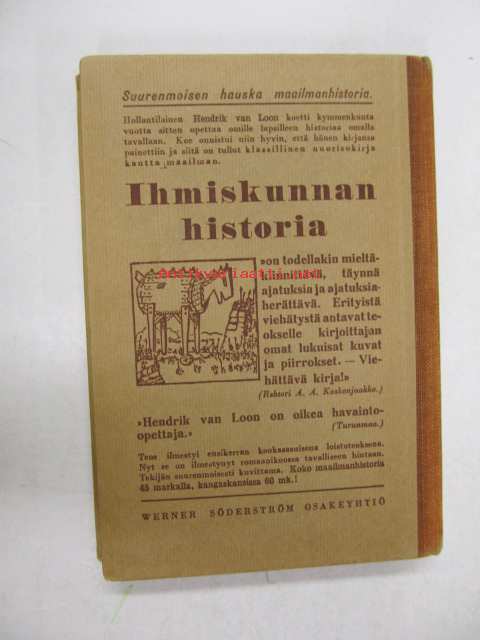 Suurenmoisen hauska maailmanhistoria.
Hollantilainen Hendrik van Loon koetti kymmenkunta
vuotta sitten opettaa omille lapsilleen historiaa omalla
tavallaan. Koe onnistui niin hyvin, että hänen kirjansa
painettiin ja siitä on tullut klassillinen nuorisokirja
kautta maailman.
Ihmiskunnan
historia
»on todellakin mieltä-
kiinnittävä, täynnä
ajatuksia ja ajatuksia-
herättävä. Erityistä
viehätystä antavat te-
okselle kirjoittajan
omat lukuisat kuvat
ja piirrokset. — Vie-
hättävä kirja!»
(Rehtori A. A. Koskenjaakko.)
»Hendrik van Loon on oikea havainto-
opettaja.»
(Turunmaa.)
Teos ilmestyi ensikerran kookasasuisena loistoteoksena.
Nyt se on ilmestynyt romaanikoossa tavalliseen hintaan.
Tekijän suurenmoisesti kuvittama. Koko maailmanhistoria
45 markalla, kangaskansissa 60 mk.!
WERNER SÖDERSTRÖM OSAKEYHTIÖ